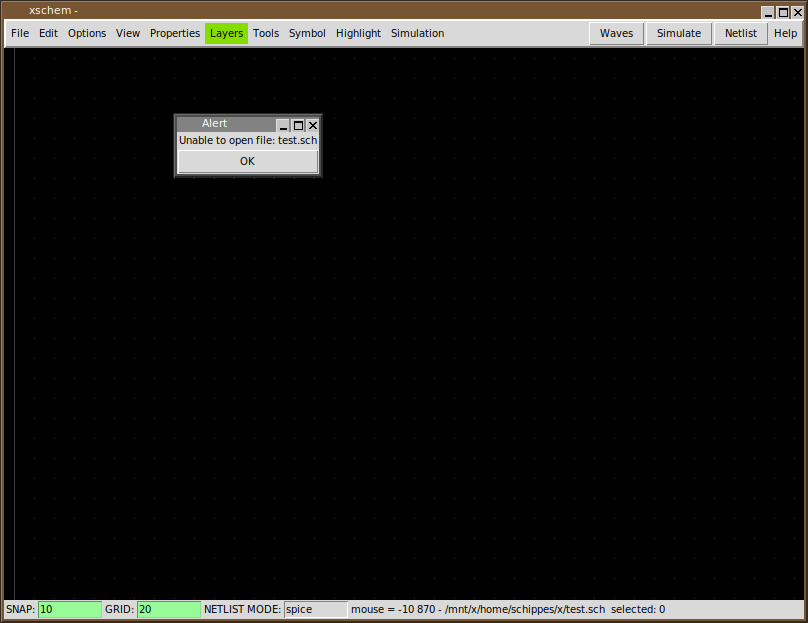 xschem -
File Edit Options View Properties Layers Tools Symbol Highlight Simulation Waves Simulate Netlist Help
Alert
Unable to open file: test.sch
OK
SNAP: 10 GRID: 20 NETLIST MODE: spice mouse = -10 870 - /mnt/x/home/schippes/x/test.sch selected: 0